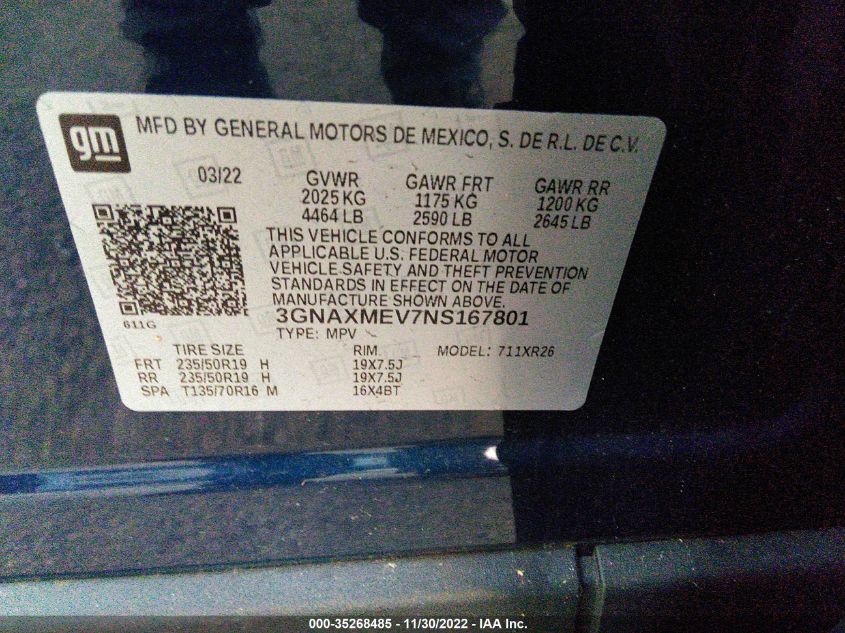 gm
MFD BY GENERAL MOTORS DE MEXICO, S. DE R.L. DE C.V.
03/22 GVWR GAWR FRT GAWR RR
2025 KG 1175 KG 1200 KG
4464 LB 2590 LB 2645 LB
THIS VEHICLE CONFORMS TO ALL
APPLICABLE U.S. FEDERAL MOTOR
VEHICLE SAFETY AND THEFT PREVENTION
STANDARDS IN EFFECT ON THE DATE OF
MANUFACTURE SHOWN ABOVE.
611G
3GNAXMEV7NS167801
TYPE: MPV
TIRE SIZE RIM MODEL: 711XR26
FRT 235/50R19 H 19X7.5J
RR 235/50R19 H 19X7.5J
SPA T135/70R16 M 16X4BT
000-35268485 - 11/30/2022 - IAA Inc.